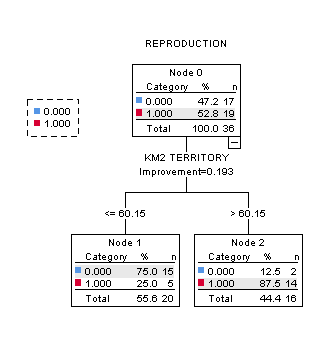 REPRODUCTION
0.000
1.000
Node 0
Category % n
0.000 47.2 17
1.000 52.8 19
Total 100.0 36
KM2 TERRITORY
Improvement=0.193
<= 60.15
> 60.15
Node 1
Category % n
0.000 75.0 15
1.000 25.0 5
Total 55.6 20
Node 2
Category % n
0.000 12.5 2
1.000 87.5 14
Total 44.4 16